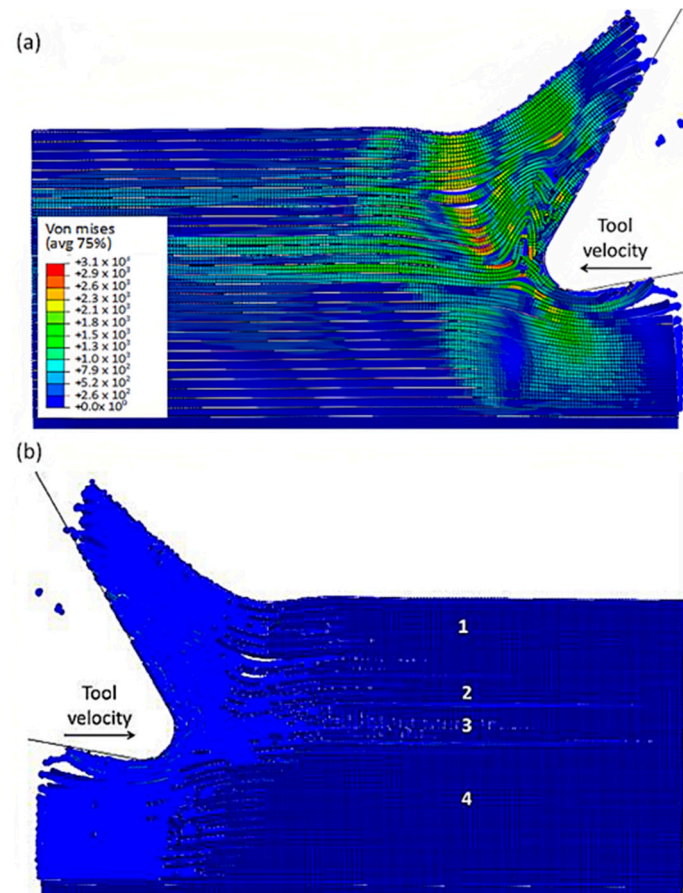 (a)
Von mises
(avg 75%)
+3.1 x 10³
+2.9 x 10³
+2.6 x 10³
+2.3 x 10³
+2.1 x 10³
+1.8 x 10³
+1.5 x 10³
+1.3 x 10³
+1.0 x 10³
+7.9 x 10²
+5.2 x 10²
+2.6 x 10²
+0.0x 10⁰
Tool
velocity
(b)
Tool
velocity
1
2
3
4